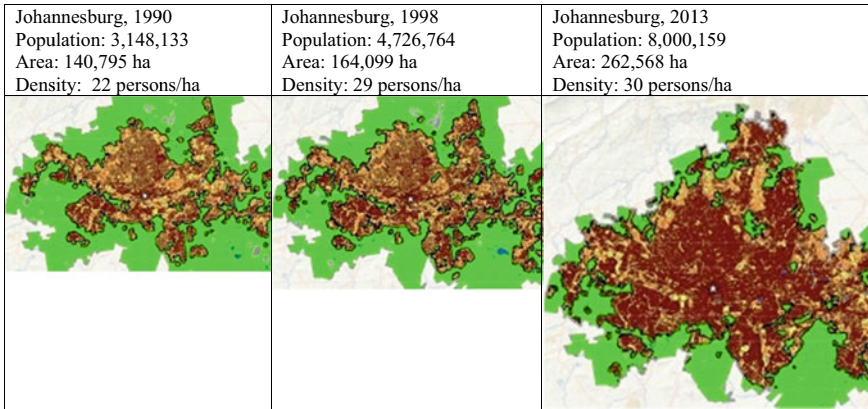 Johannesburg, 1990
Population: 3,148,133
Area: 140,795 ha
Density:  22 persons/ha
Johannesburg, 1998
Population: 4,726,764
Area: 164,099 ha
Density: 29 persons/ha
Johannesburg, 2013
Population: 8,000,159
Area: 262,568 ha
Density: 30 persons/ha